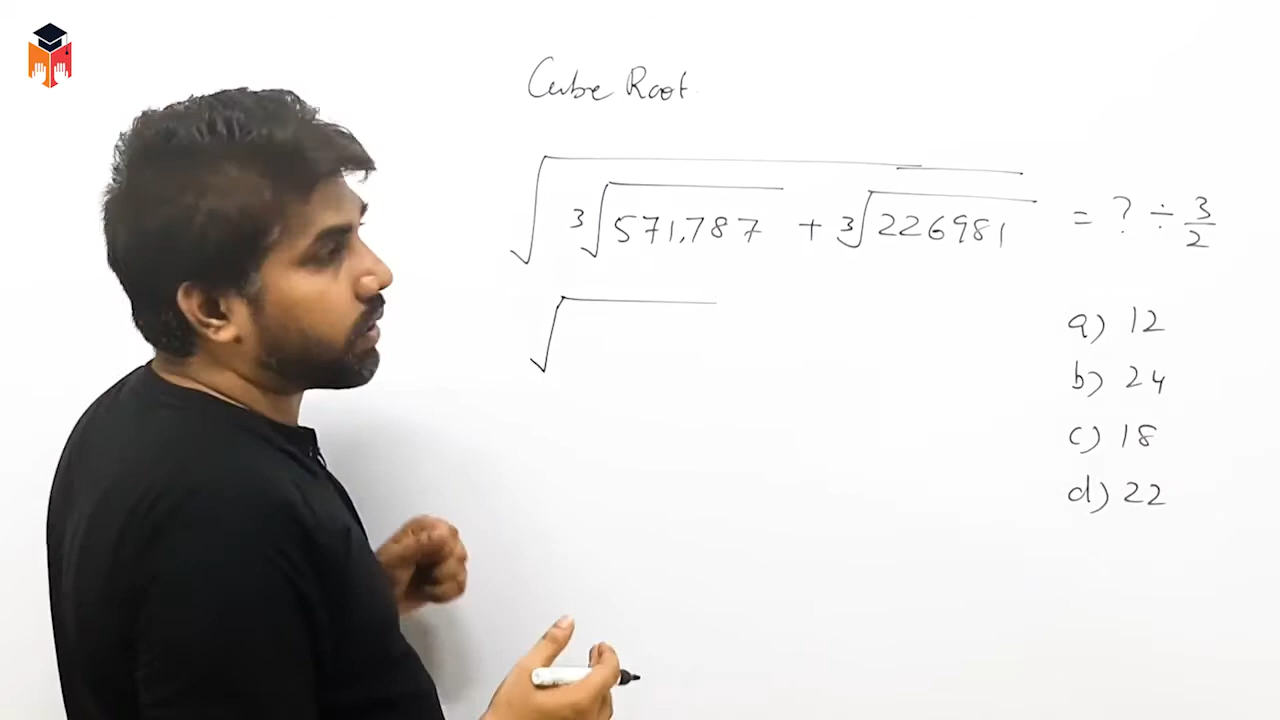 Cube Root
√(³√571,787 + ³√226981) = ? ÷ 3/2
√
a) 12
b) 24
c) 18
d) 22